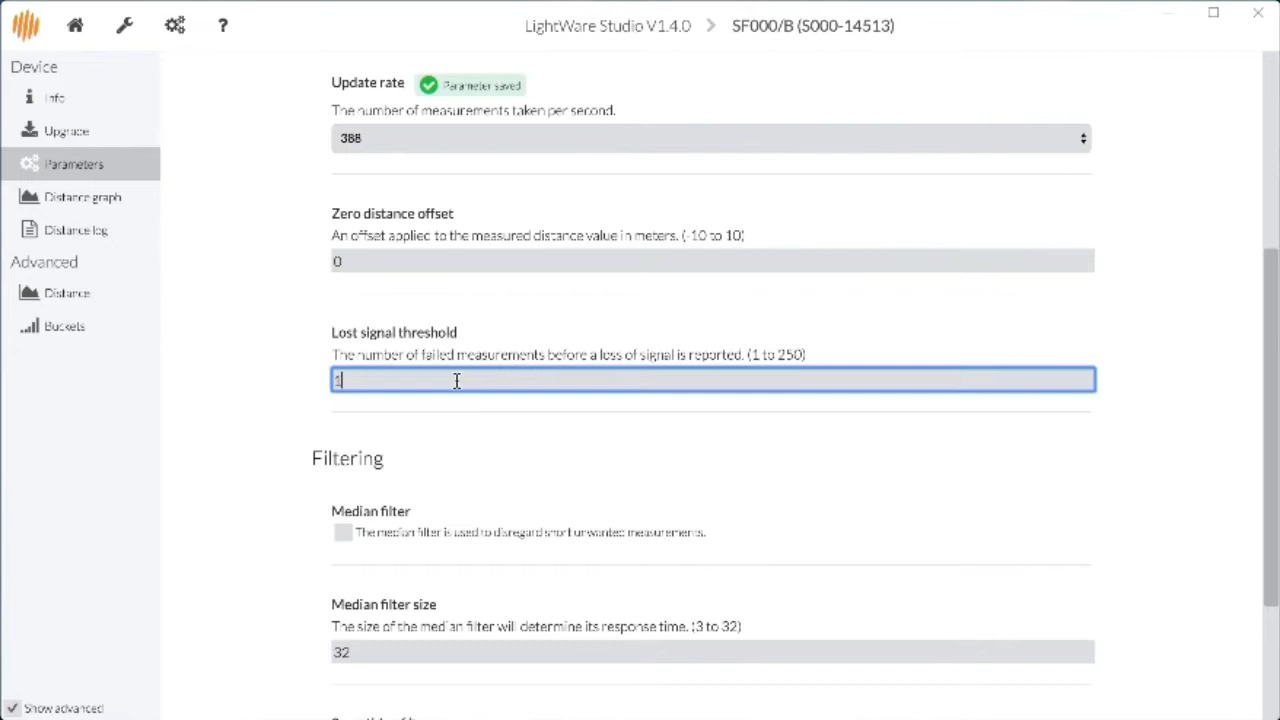 LightWare Studio V1.4.0 > SF000/B (S000-14513)
Device
Info
Upgrade
Parameters
Distance graph
Distance log
Advanced
Distance
Buckets
Show advanced
Update rate Parameter saved
The number of measurements taken per second.
388
Zero distance offset
An offset applied to the measured distance value in meters. (-10 to 10)
0
Lost signal threshold
The number of failed measurements before a loss of signal is reported. (1 to 250)
1
Filtering
Median filter
The median filter is used to disregard short unwanted measurements.
Median filter size
The size of the median filter will determine its response time. (3 to 32)
32